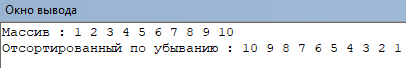 Окно вывода
Массив : 1 2 3 4 5 6 7 8 9 10
Отсортированный по убыванию : 10 9 8 7 6 5 4 3 2 1